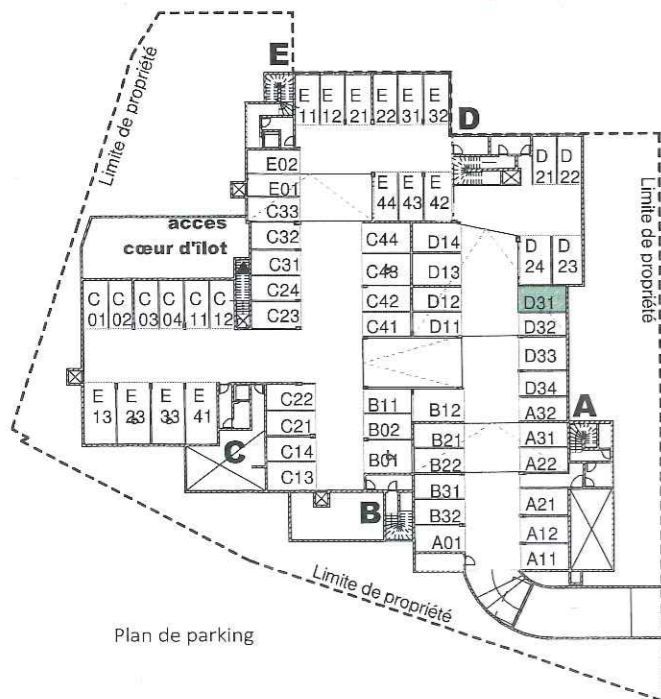 Limite de propriété
E
E 11
E 12
E 21
E 22
E 31
E 32
D
D 21
D 22
E02
E01
C33
E 44
E 43
E 42
accès
cœur d'îlot
C32
C31
C24
C23
C44
C43
C42
C41
D14
D13
D12
D11
D 24
D 23
Limite de propriété
D31
D32
D33
D34
C 01
C 02
C 03
C 04
C 11
C 12
E 13
E 23
E 33
E 41
C
C22
C21
C14
C13
B11
B02
B01
B12
B21
B22
B31
B32
A01
B
A32
A31
A22
A21
A12
A11
A
Limite de propriété
Plan de parking